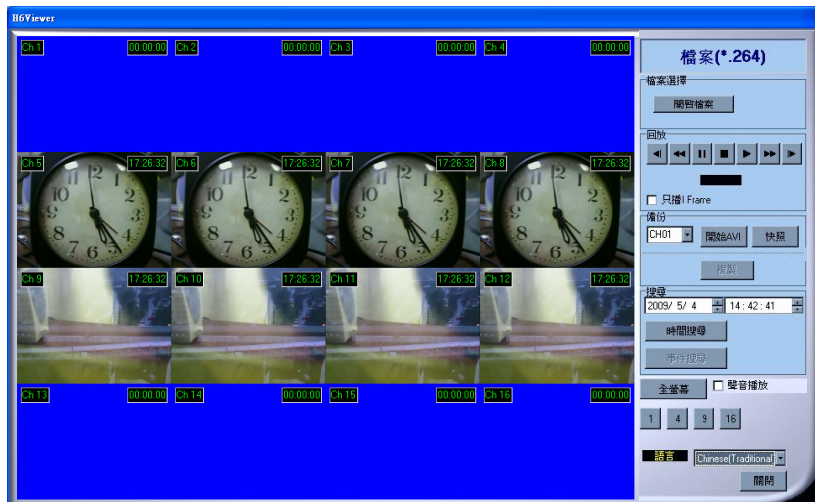 H6Viewer
Ch 1 00:00:00 Ch 2 00:00:00 Ch 3 00:00:00 Ch 4 00:00:00
Ch 5 17:26:32 Ch 6 17:26:32 Ch 7 17:26:32 Ch 8 17:26:32
Ch 9 17:26:32 Ch 10 17:26:32 Ch 11 17:26:32 Ch 12 17:26:32
Ch 13 00:00:00 Ch 14 00:00:00 Ch 15 00:00:00 Ch 16 00:00:00
檔案(*.264)
檔案選擇
開啓檔案
回放
只播I Frame
備份
CH01 開始AVI 快照
複製
搜尋
2009/ 5/ 4 14:42:41
時間搜尋
事件搜尋
全螢幕 聲音播放
1 4 9 16
語言 Chinese(Traditional)
關閉